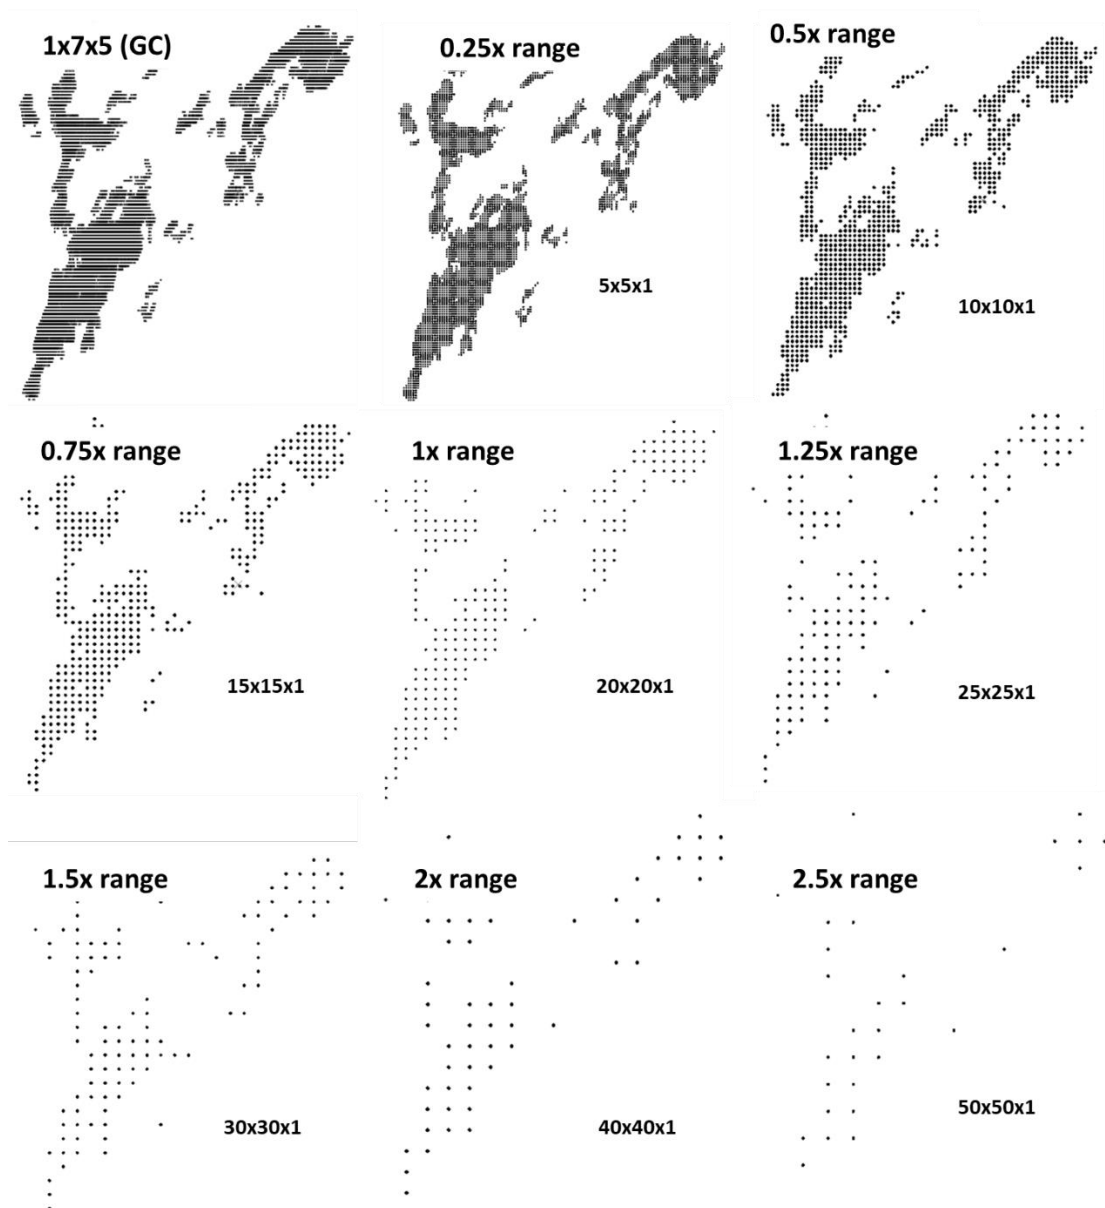 1x7x5 (GC)
0.25x range
0.5x range
5x5x1
10x10x1
0.75x range
1x range
1.25x range
15x15x1
20x20x1
25x25x1
1.5x range
2x range
2.5x range
30x30x1
40x40x1
50x50x1